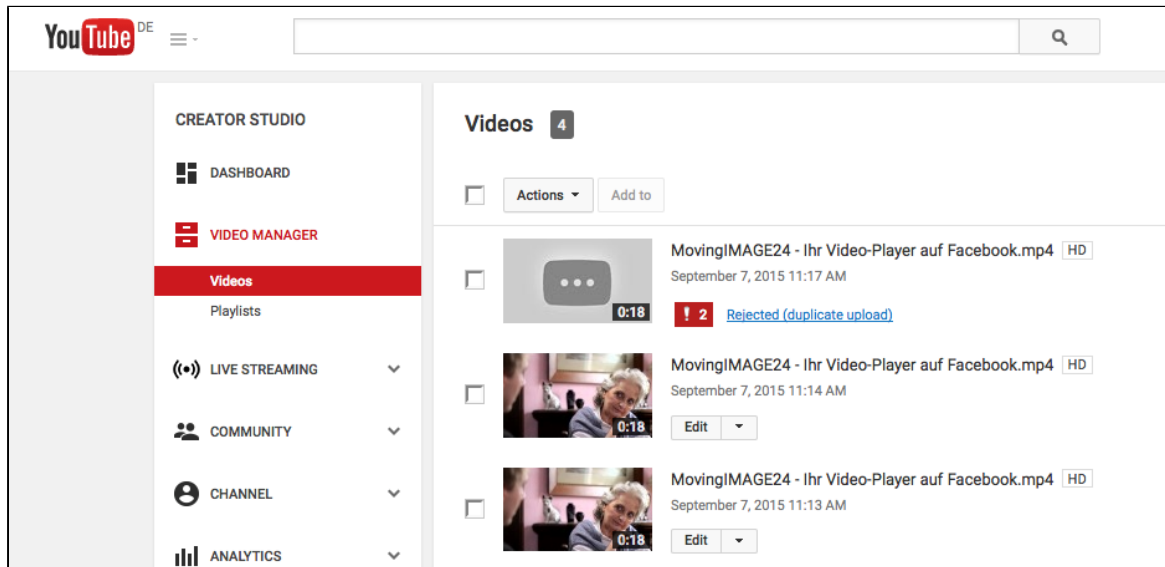 YouTube DE
CREATOR STUDIO
DASHBOARD
VIDEO MANAGER
Videos
Playlists
LIVE STREAMING
COMMUNITY
CHANNEL
ANALYTICS
Videos 4
Actions Add to
MovingIMAGE24 - Ihr Video-Player auf Facebook.mp4 HD
September 7, 2015 11:17 AM
0:18
! 2 Rejected (duplicate upload)
MovingIMAGE24 - Ihr Video-Player auf Facebook.mp4 HD
September 7, 2015 11:14 AM
0:18
Edit
MovingIMAGE24 - Ihr Video-Player auf Facebook.mp4 HD
September 7, 2015 11:13 AM
0:18
Edit